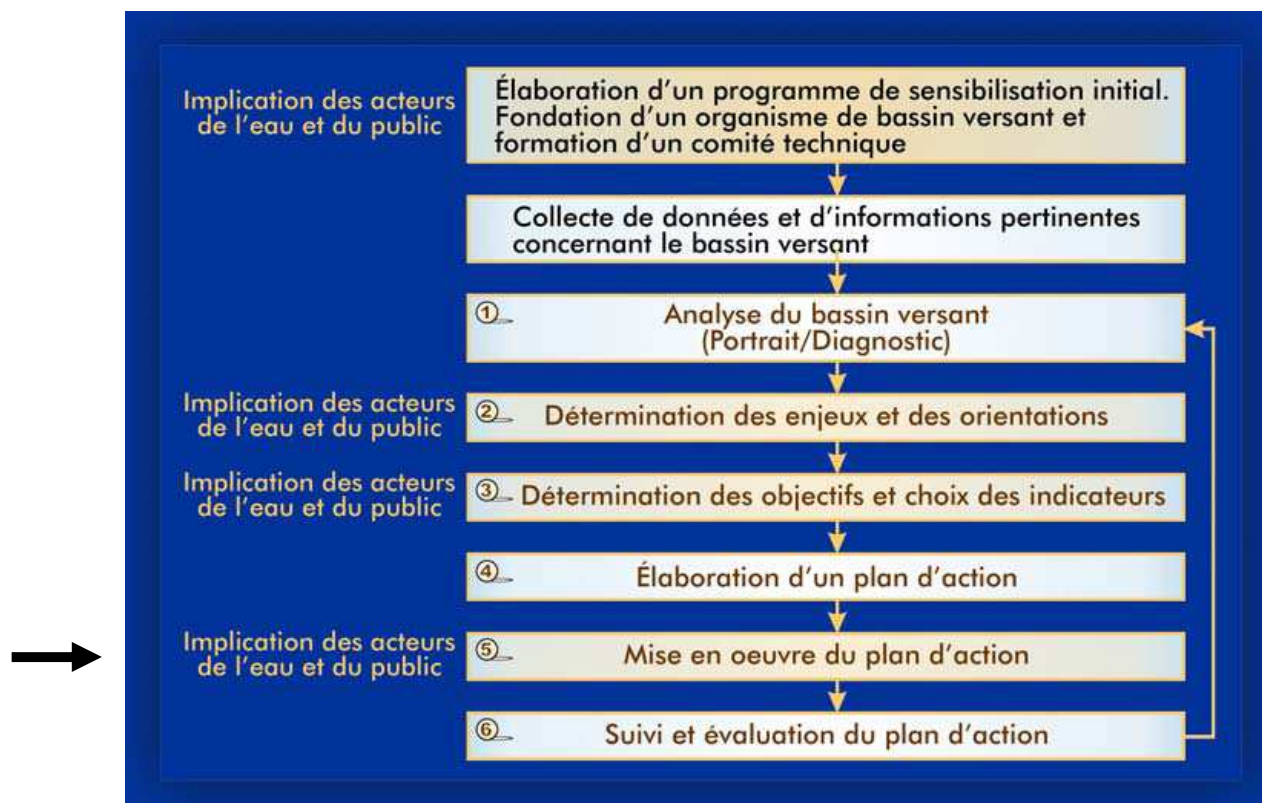 Implication des acteurs
de l'eau et du public
Élaboration d'un programme de sensibilisation initial.
Fondation d'un organisme de bassin versant et
formation d'un comité technique
Collecte de données et d'informations pertinentes
concernant le bassin versant
1
Analyse du bassin versant
(Portrait/Diagnostic)
Implication des acteurs
de l'eau et du public
2
Détermination des enjeux et des orientations
Implication des acteurs
de l'eau et du public
3
Détermination des objectifs et choix des indicateurs
4
Élaboration d'un plan d'action
Implication des acteurs
de l'eau et du public
5
Mise en oeuvre du plan d'action
6
Suivi et évaluation du plan d'action